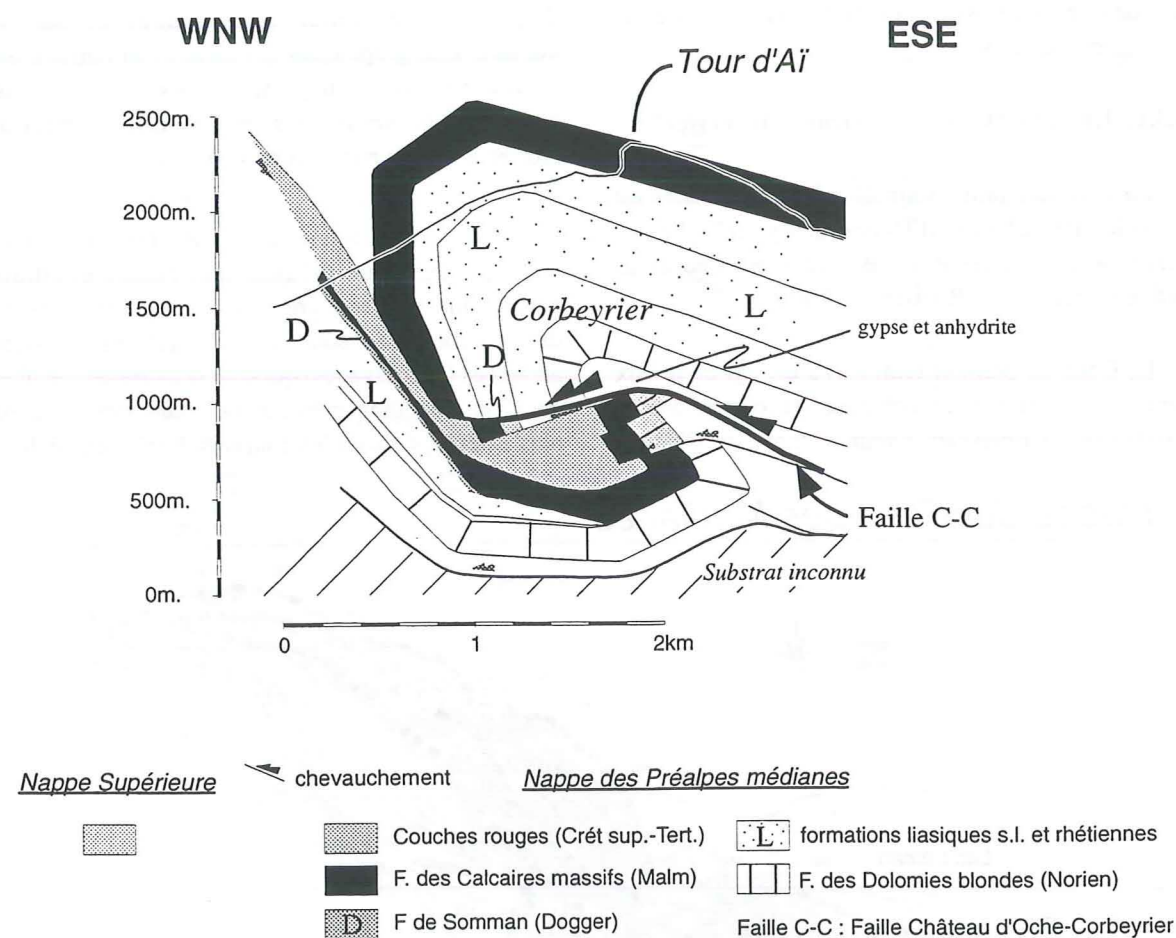 WNW
ESE
Tour d'Aï
2500m.
2000m.
1500m.
1000m.
500m.
0m.
L
L
Corbeyrier
gypse et anhydrite
D
D
L
Faille C-C
Substrat inconnu
0 1 2km
Nappe Supérieure
chevauchement
Nappe des Préalpes médianes
Couches rouges (Crét sup.-Tert.)
L formations liasiques s.l. et rhétiennes
F. des Calcaires massifs (Malm)
F. des Dolomies blondes (Norien)
D F de Somman (Dogger)
Faille C-C : Faille Château d'Oche-Corbeyrier